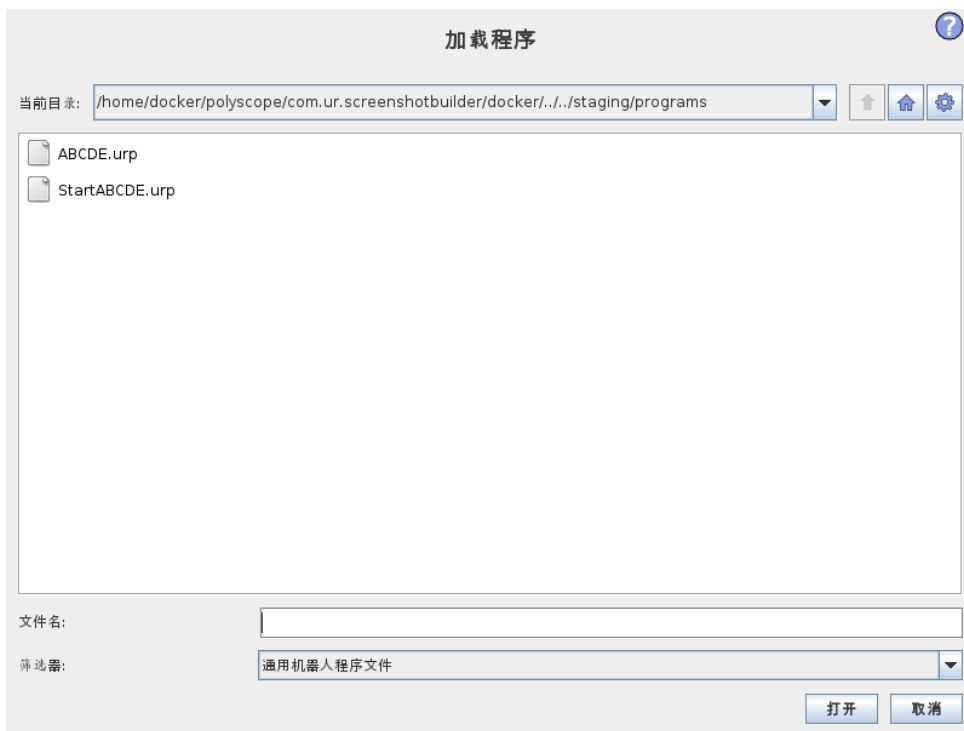 加载程序
?
当前目录: /home/docker/polyscope/com.ur.screenshotbuilder/docker/../../staging/programs
ABCDE.urp
StartABCDE.urp
文件名:
筛选器: 通用机器人程序文件
打开 取消